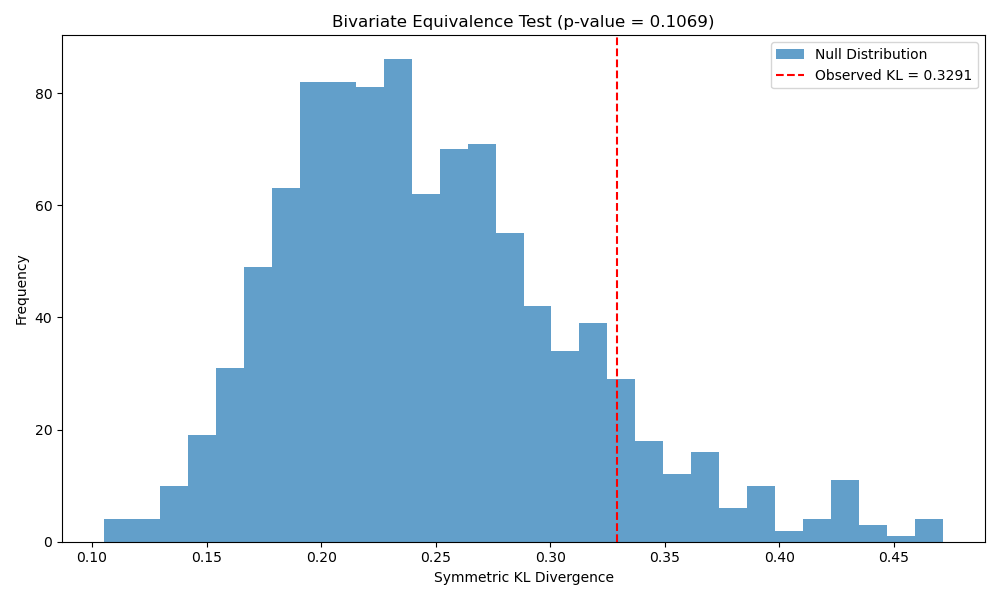 Bivariate Equivalence Test (p-value = 0.1069)
Null Distribution
Observed KL = 0.3291
Frequency
80
60
40
20
0
0.10 0.15 0.20 0.25 0.30 0.35 0.40 0.45
Symmetric KL Divergence